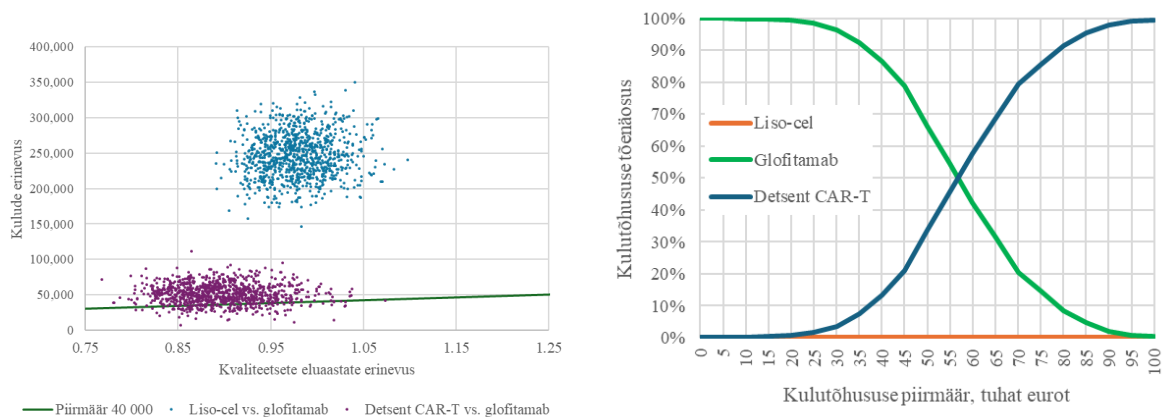 400,000
350,000
300,000
250,000
200,000
150,000
100,000
50,000
0
Kulude erinevus
0.75 0.85 0.95 1.05 1.15 1.25
Kvaliteetsete eluaastate erinevus
Piirmäär 40 000 Liso-cel vs. glofitamab Detsent CAR-T vs. glofitamab
100%
90%
80%
70%
60%
50%
40%
30%
20%
10%
0%
Kulutõhususe tõenäosus
Liso-cel
Glofitamab
Detsent CAR-T
0 5 10 15 20 25 30 35 40 45 50 55 60 65 70 75 80 85 90 95 100
Kulutõhususe piirmäär, tuhat eurot